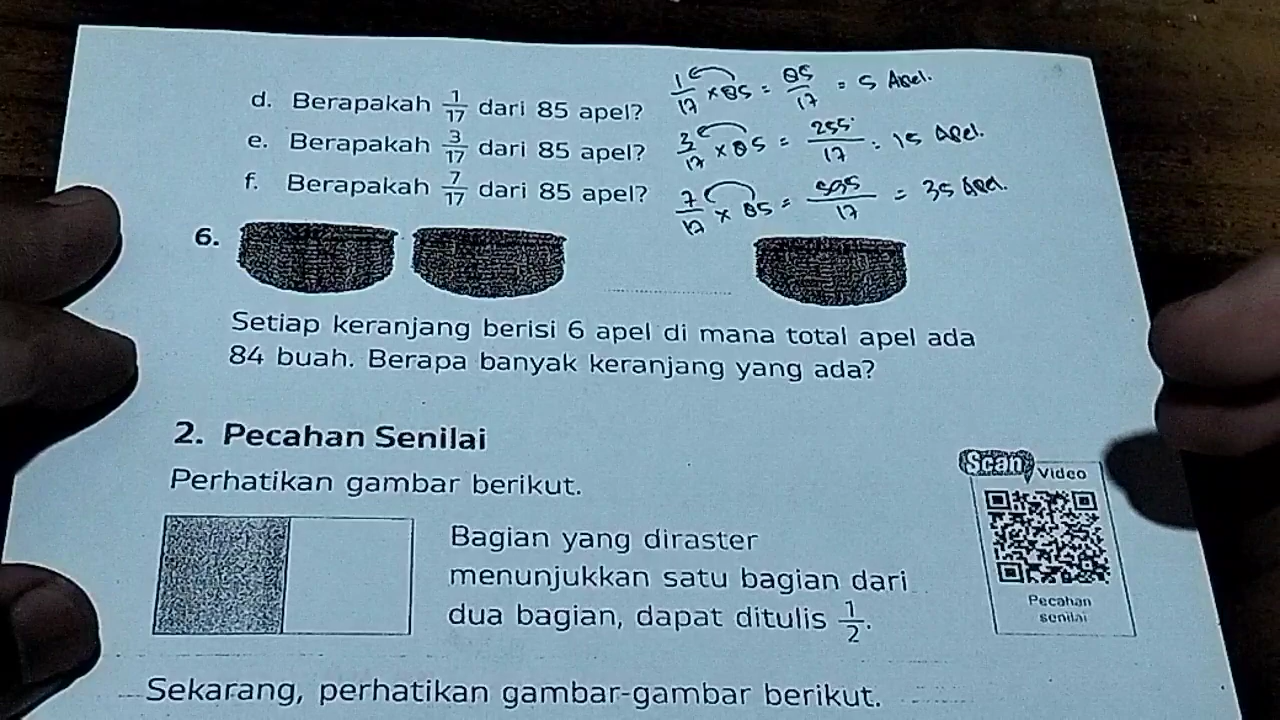 d. Berapakah 1/17 dari 85 apel? 1/17 × 85 = 85/17 = 5 Apel.
e. Berapakah 3/17 dari 85 apel? 3/17 × 85 = 255/17 = 15 Apel.
f. Berapakah 7/17 dari 85 apel? 7/17 × 85 = 595/17 = 35 Apel.
6.
Setiap keranjang berisi 6 apel di mana total apel ada
84 buah. Berapa banyak keranjang yang ada?
2. Pecahan Senilai
Perhatikan gambar berikut.
Scan Video
Pecahan
senilai
Bagian yang diraster
menunjukkan satu bagian dari
dua bagian, dapat ditulis 1/2.
Sekarang, perhatikan gambar-gambar berikut.